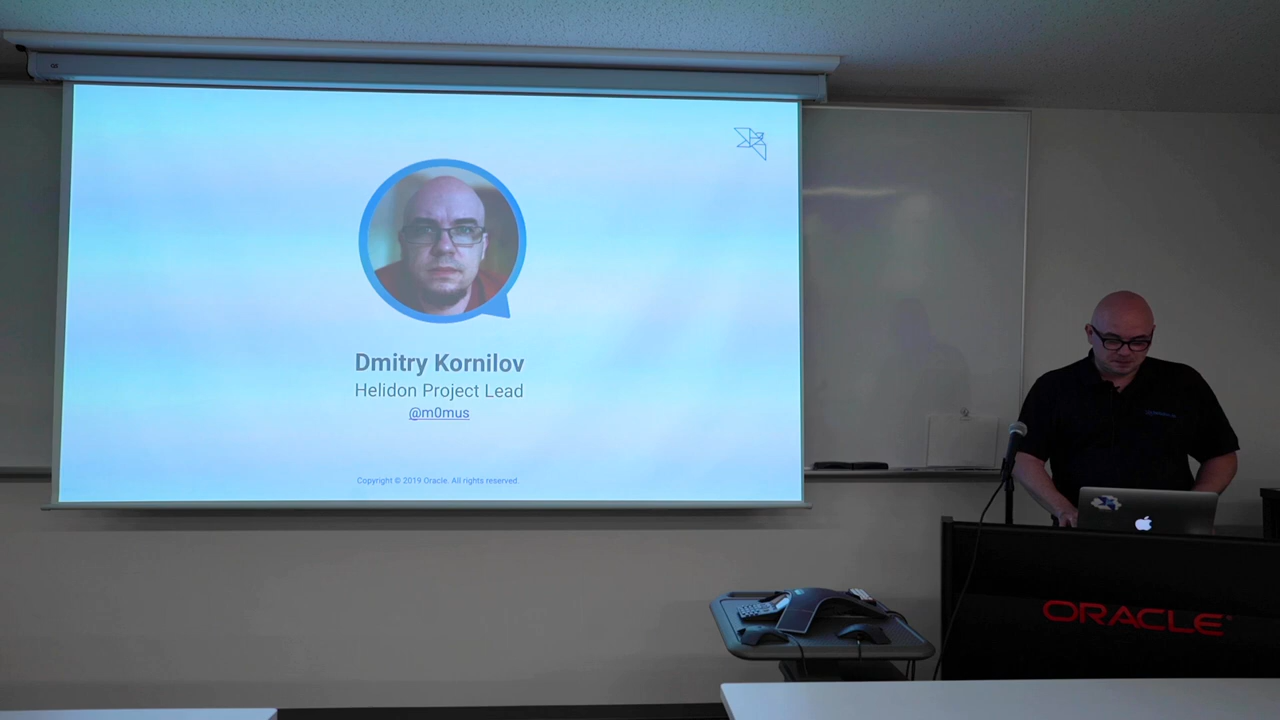 Dmitry Kornilov
Helidon Project Lead
@m0mus
Copyright © 2019 Oracle. All rights reserved.
ORACLE®